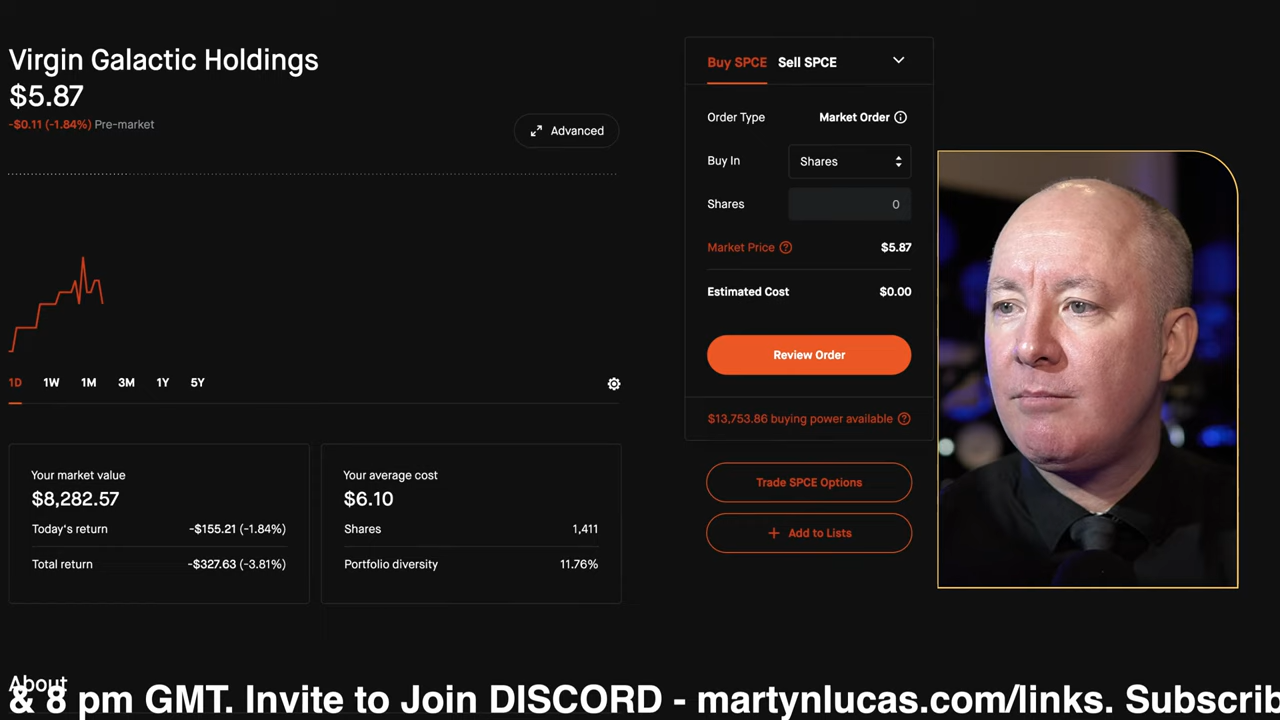 Virgin Galactic Holdings
$5.87
-$0.11 (-1.84%) Pre-market
Advanced
1D 1W 1M 3M 1Y 5Y
Your market value
$8,282.57
Today's return -$155.21 (-1.84%)
Total return -$327.63 (-3.81%)
Your average cost
$6.10
Shares 1,411
Portfolio diversity 11.76%
Buy SPCE Sell SPCE
Order Type Market Order
Buy In Shares
Shares 0
Market Price $5.87
Estimated Cost $0.00
Review Order
$13,753.86 buying power available
Trade SPCE Options
+ Add to Lists
About
& 8 pm GMT. Invite to Join DISCORD - martynlucas.com/links. Subscrib